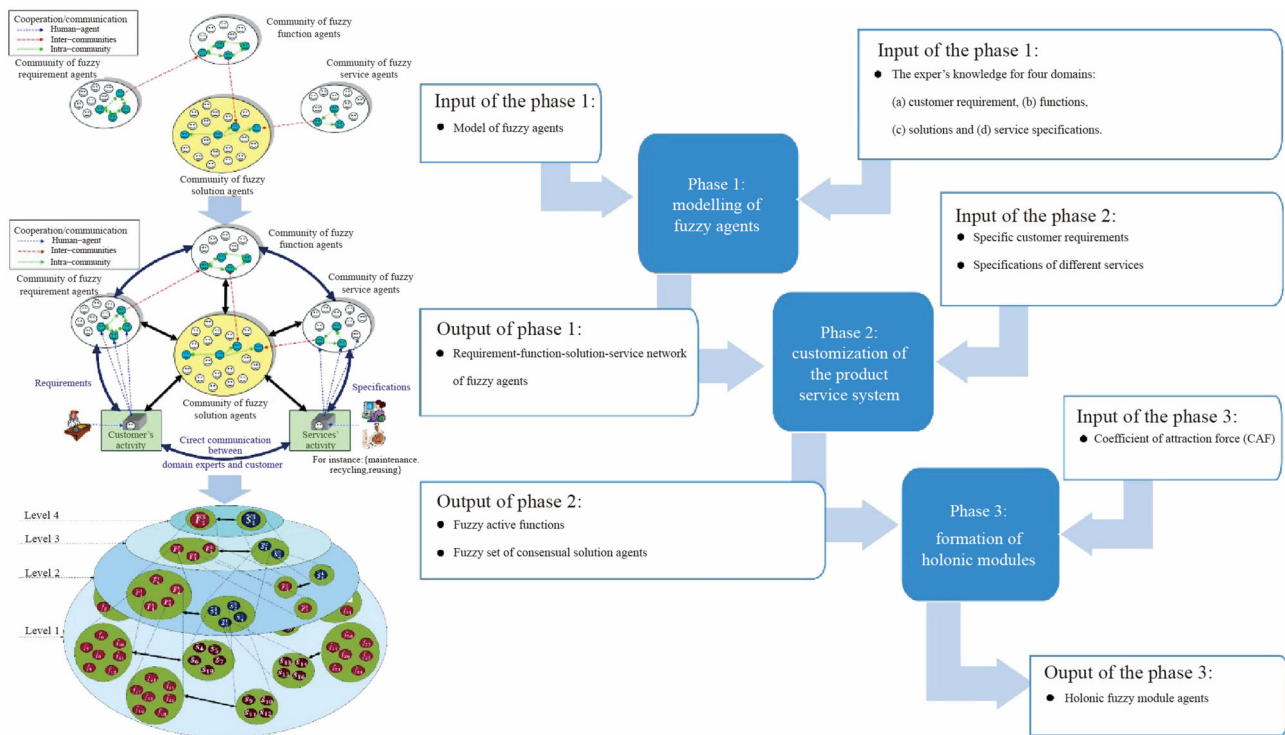 Cooperation/communication
Human-agent
Inter-communities
Intra-community
Community of fuzzy
function agents
Community of fuzzy
requirement agents
Community of fuzzy
service agents
Community of fuzzy
solution agents
Cooperation/communication
Human-agent
Inter-communities
Intra-community
Community of fuzzy
function agents
Community of fuzzy
requirement agents
Community of fuzzy
service agents
Requirements
Specifications
Community of fuzzy
solution agents
Customer's
activity
Services'
activity
Cirect communication
between
domain experts and customer
For instance:{maintenance.
recycling,reusing}
Level 4
Level 3
Level 2
Level 1
Input of the phase 1:
Model of fuzzy agents
Input of the phase 1:
The exper's knowledge for four domains:
(a) customer requirement, (b) functions,
(c) solutions and (d) service specifications.
Phase 1:
modelling of
fuzzy agents
Input of the phase 2:
Specific customer requirements
Specifications of different services
Output of phase 1:
Requirement-function-solution-service network
of fuzzy agents
Phase 2:
customization of
the product
service system
Input of the phase 3:
Coefficient of attraction force (CAF)
Output of phase 2:
Fuzzy active functions
Fuzzy set of consensual solution agents
Phase 3:
formation of
holonic modules
Ouput of the phase 3:
Holonic fuzzy module agents